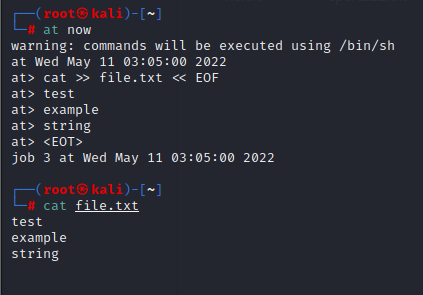 ┌──(root㉿kali)-[~]
└─# at now
warning: commands will be executed using /bin/sh
at Wed May 11 03:05:00 2022
at> cat >> file.txt << EOF
at> test
at> example
at> string
at> <EOT>
job 3 at Wed May 11 03:05:00 2022
┌──(root㉿kali)-[~]
└─# cat file.txt
test
example
string